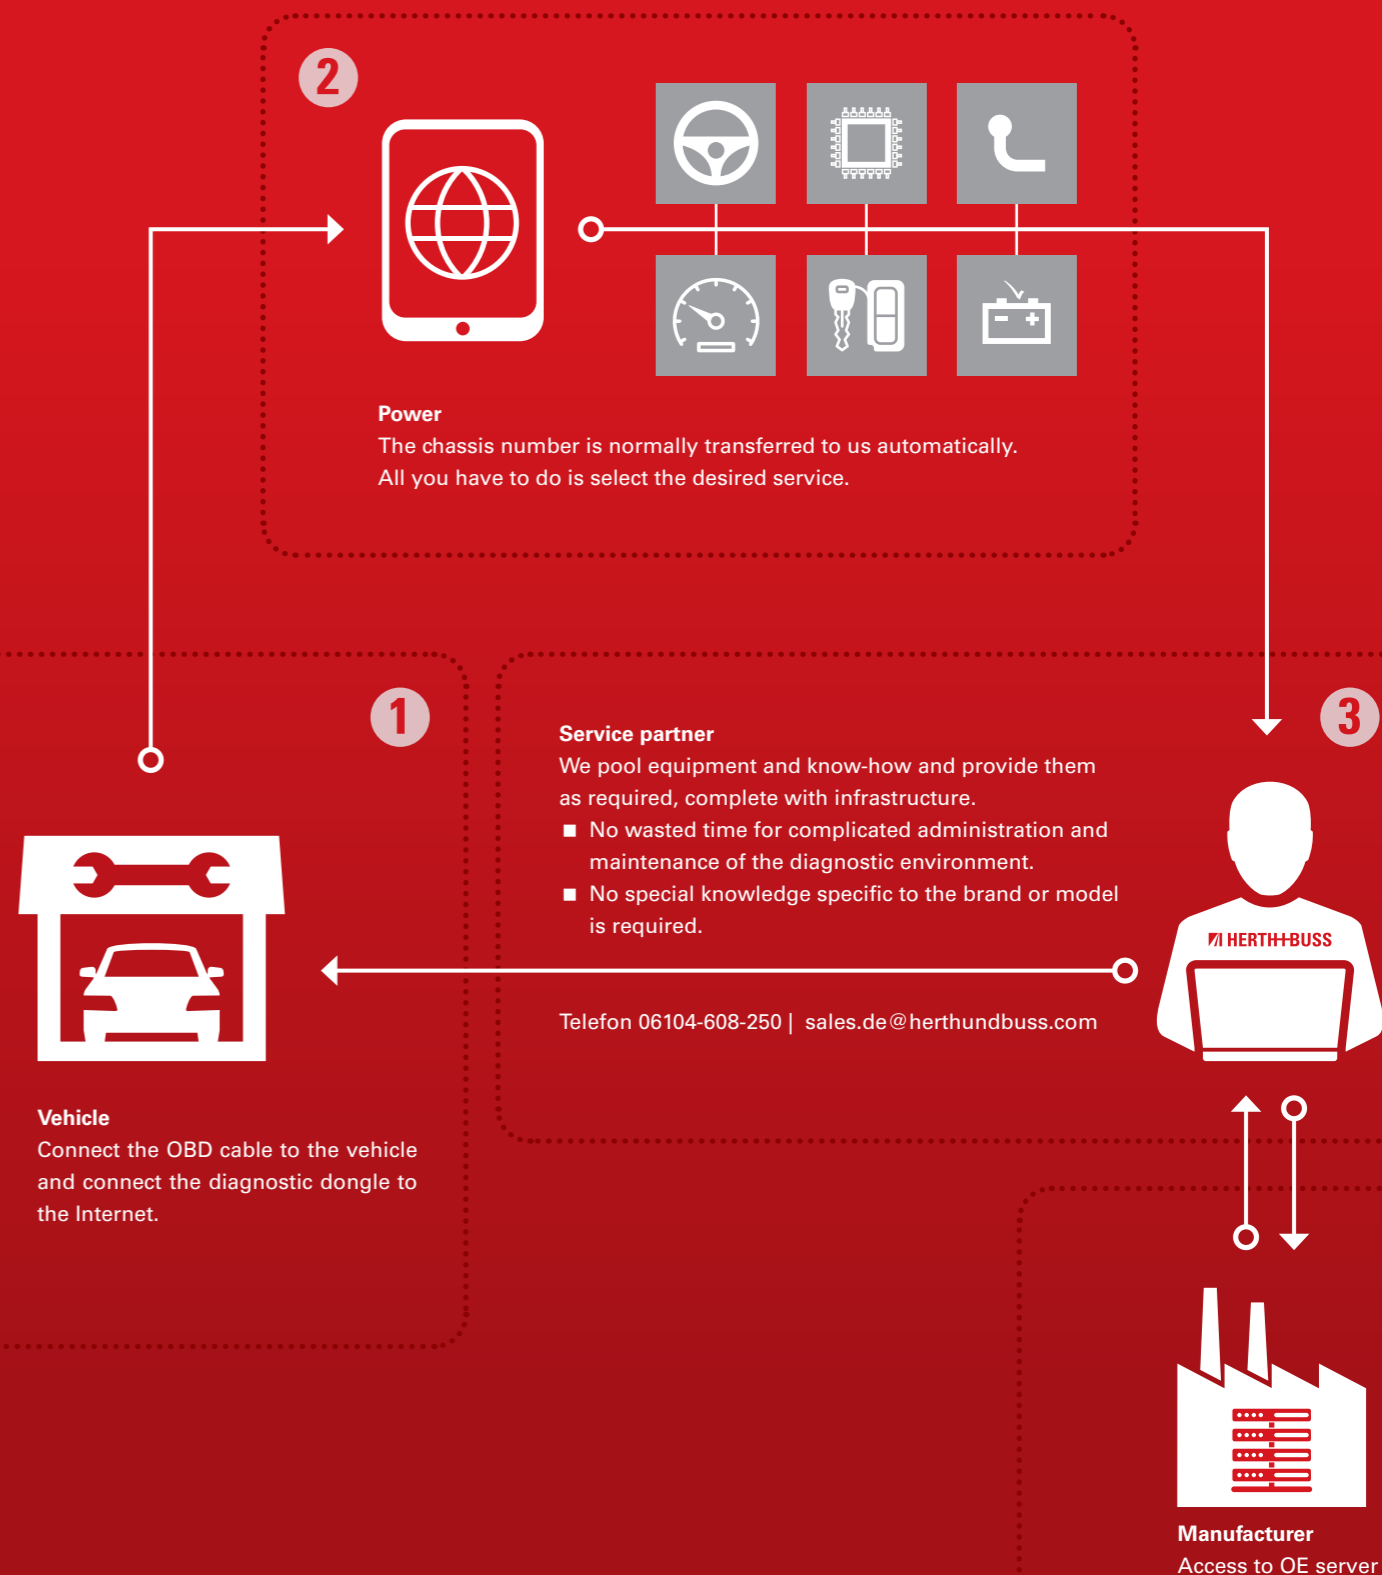 2
Power
The chassis number is normally transferred to us automatically.
All you have to do is select the desired service.
1
Vehicle
Connect the OBD cable to the vehicle
and connect the diagnostic dongle to
the Internet.
3
Service partner
We pool equipment and know-how and provide them
as required, complete with infrastructure.
■ No wasted time for complicated administration and
maintenance of the diagnostic environment.
■ No special knowledge specific to the brand or model
is required.
Telefon 06104-608-250 | sales.de@herthundbuss.com
HERTH+BUSS
Manufacturer
Access to OE server